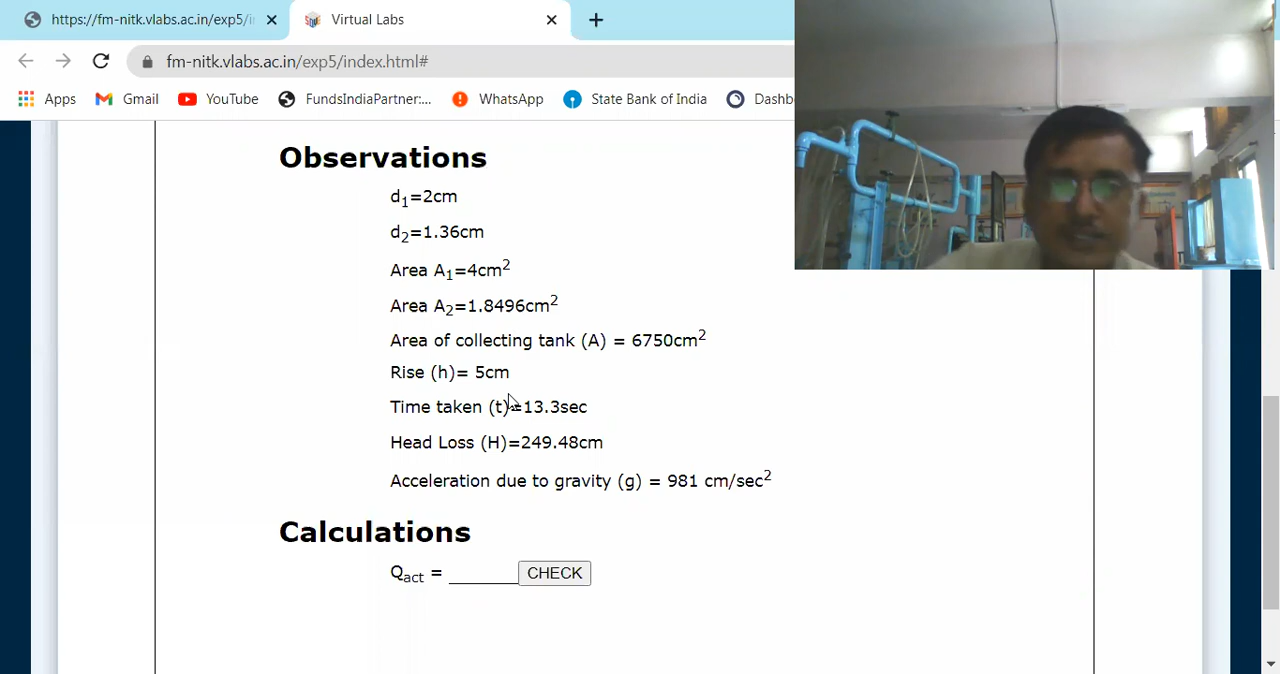 https://fm-nitk.vlabs.ac.in/exp5/i
Virtual Labs
fm-nitk.vlabs.ac.in/exp5/index.html#
Apps Gmail YouTube FundsIndiaPartner:... WhatsApp State Bank of India Dashb
Observations
d1=2cm
d2=1.36cm
Area A1=4cm2
Area A2=1.8496cm2
Area of collecting tank (A) = 6750cm2
Rise (h)= 5cm
Time taken (t)=13.3sec
Head Loss (H)=249.48cm
Acceleration due to gravity (g) = 981 cm/sec2
Calculations
Qact = _______ CHECK